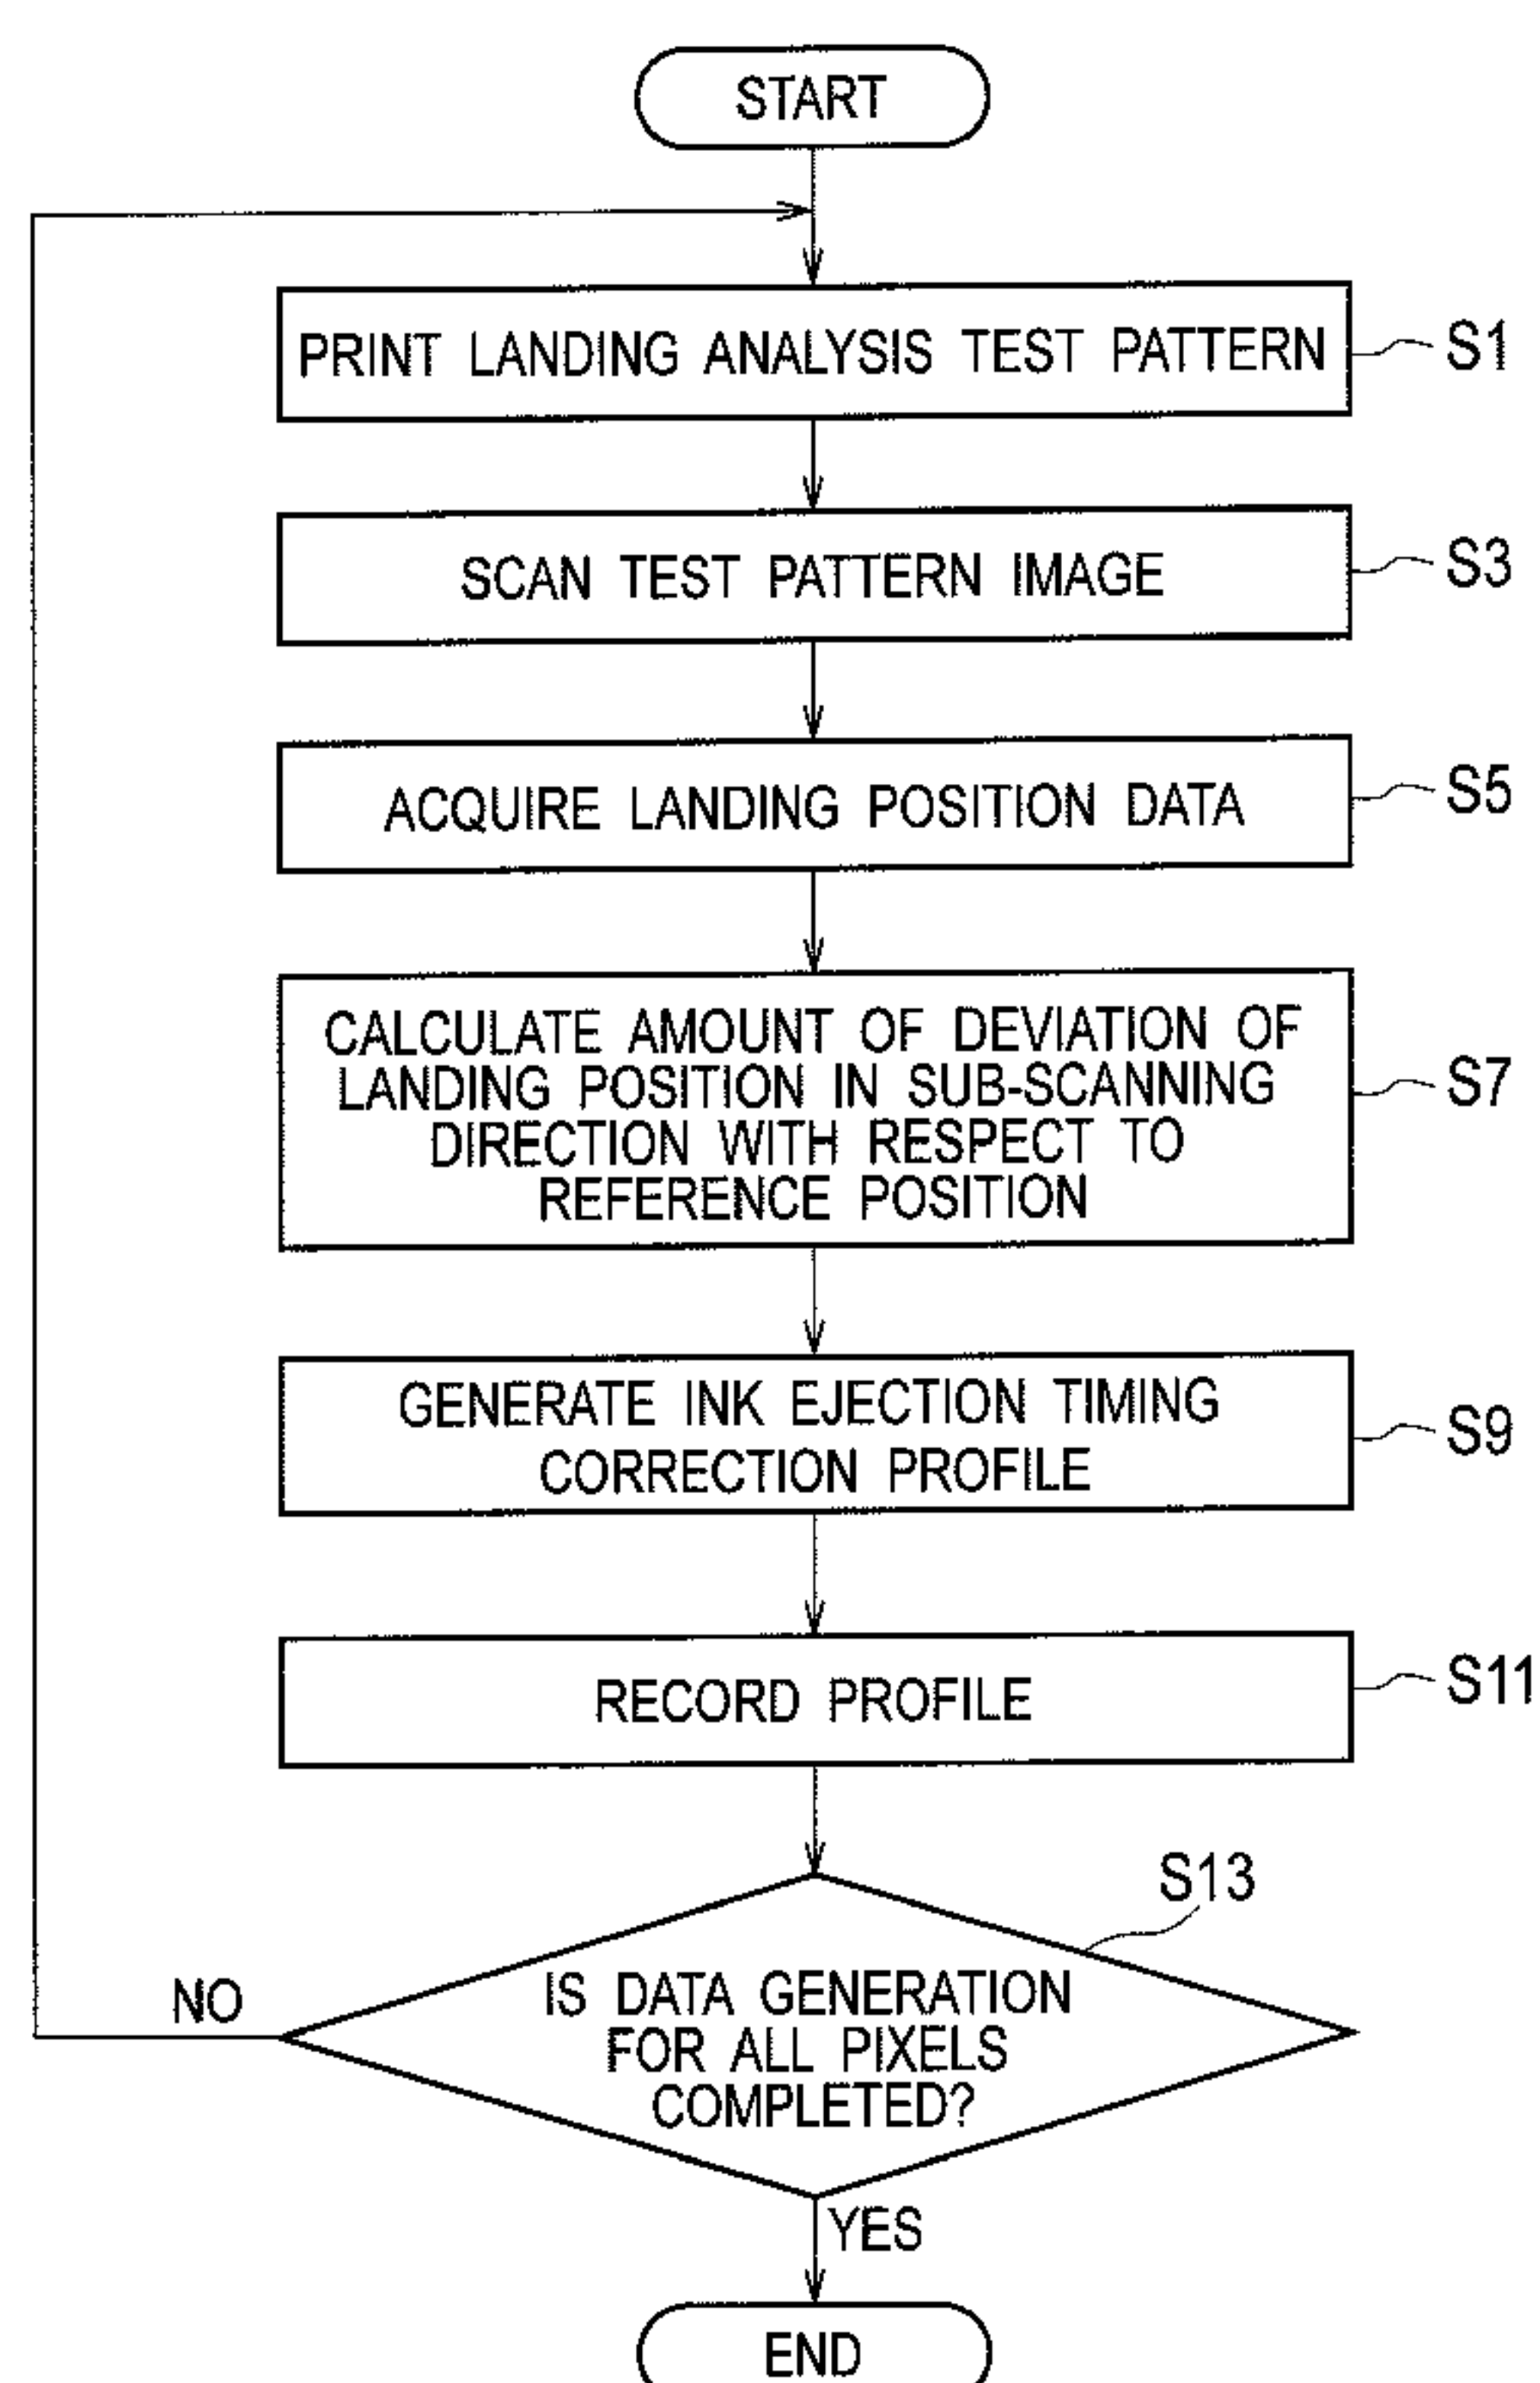 START
PRINT LANDING ANALYSIS TEST PATTERN
S1
SCAN TEST PATTERN IMAGE
S3
ACQUIRE LANDING POSITION DATA
S5
CALCULATE AMOUNT OF DEVIATION OF
LANDING POSITION IN SUB-SCANNING
DIRECTION WITH RESPECT TO
REFERENCE POSITION
S7
GENERATE INK EJECTION TIMING
CORRECTION PROFILE
S9
RECORD PROFILE
S11
S13
IS DATA GENERATION
FOR ALL PIXELS
COMPLETED?
NO
YES
END